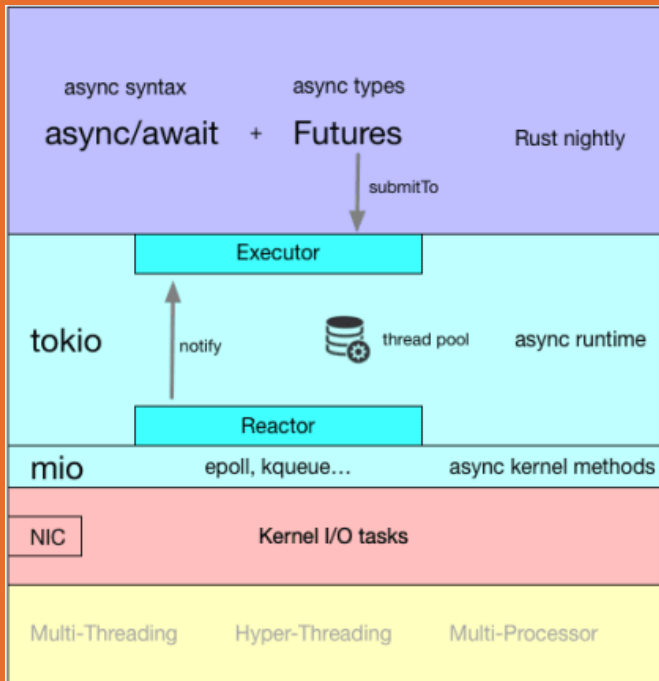 async syntax async types
async/await + Futures Rust nightly
submitTo
Executor
tokio notify thread pool async runtime
Reactor
mio epoll, kqueue... async kernel methods
NIC Kernel I/O tasks
Multi-Threading Hyper-Threading Multi-Processor